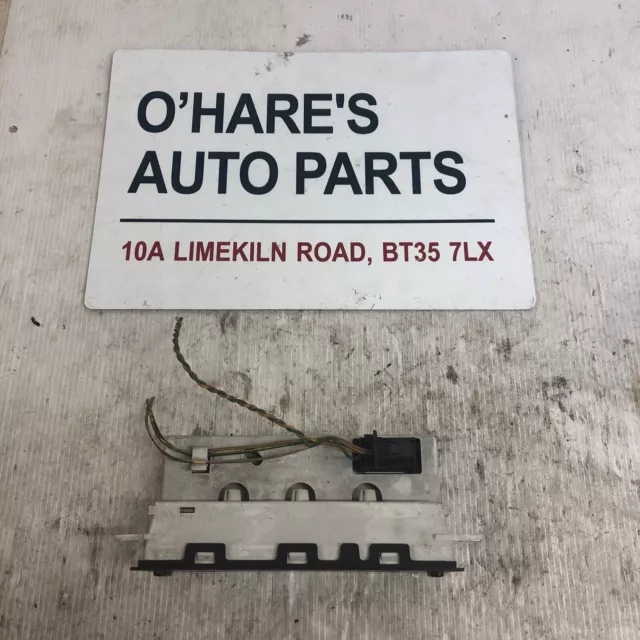 O'HARE'S
AUTO PARTS
10A LIMEKILN ROAD, BT35 7LX